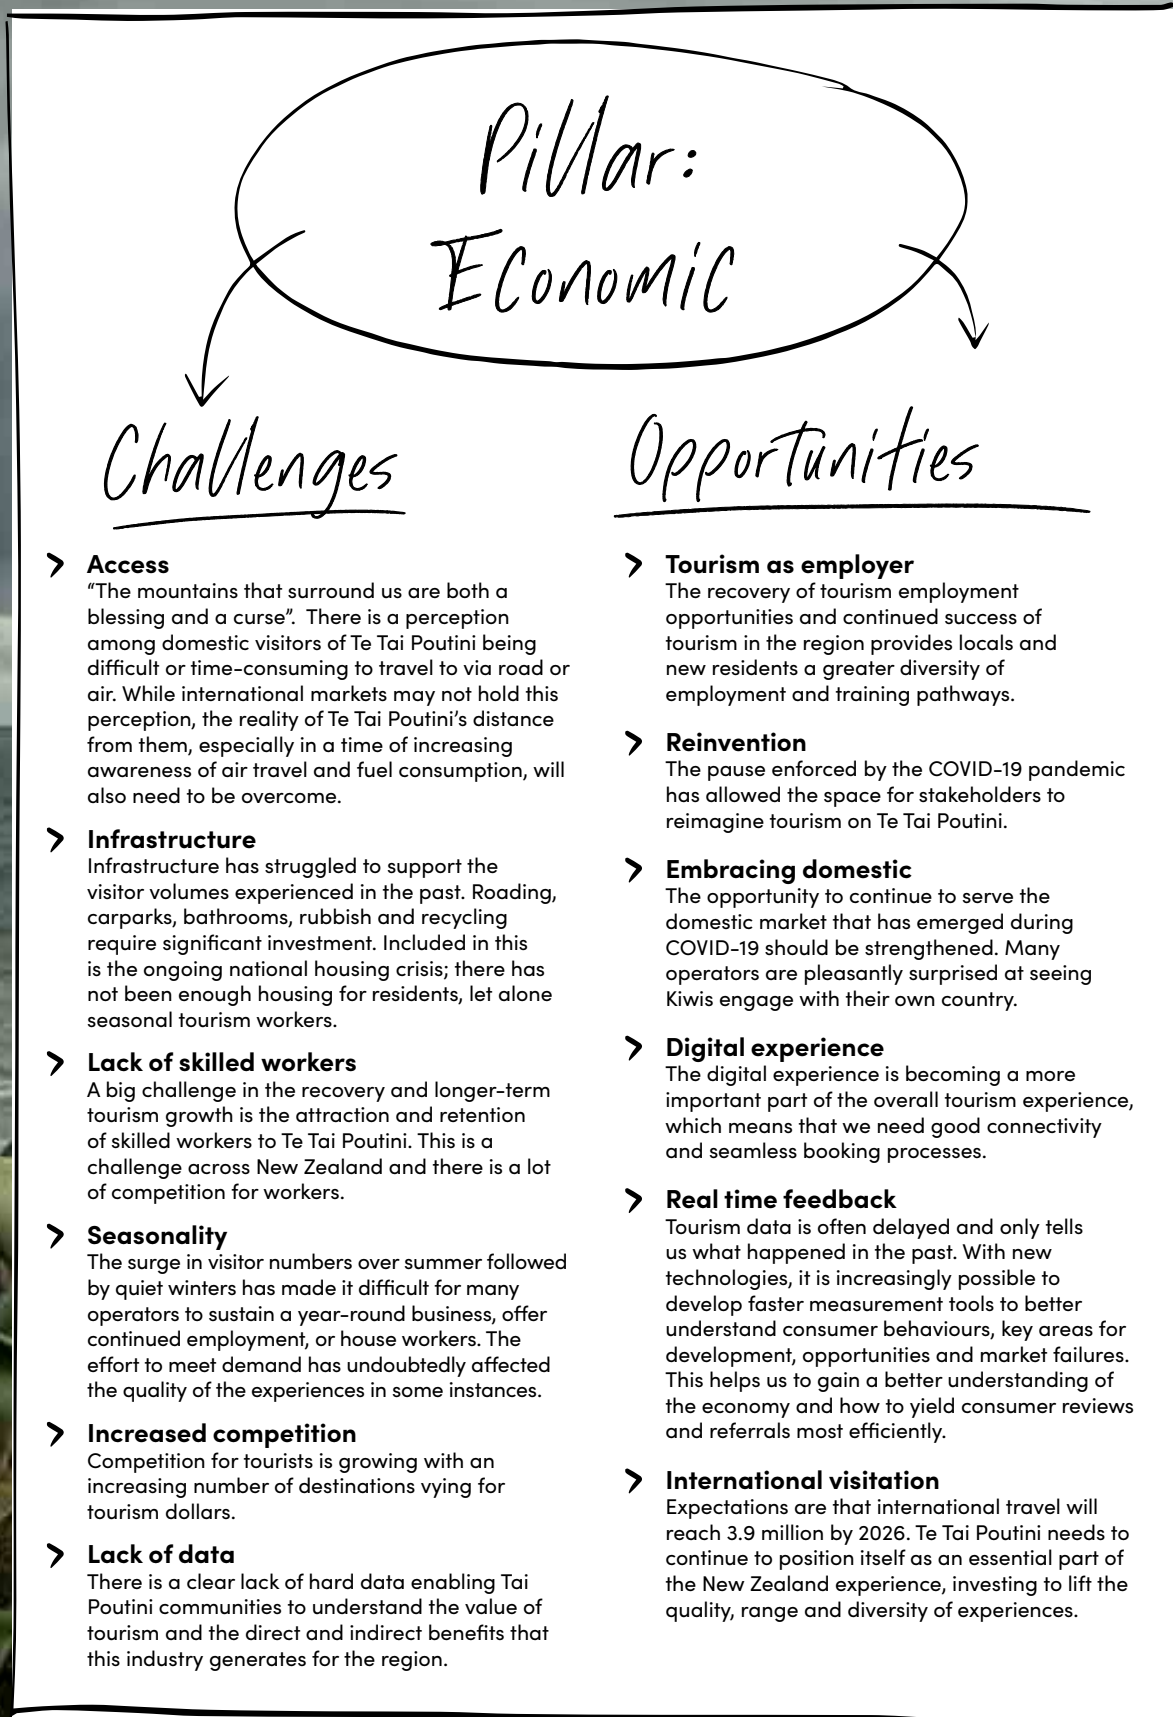 Pillar:
Economic
Challenges
> Access
“The mountains that surround us are both a
blessing and a curse”.  There is a perception
among domestic visitors of Te Tai Poutini being
difficult or time-consuming to travel to via road or
air. While international markets may not hold this
perception, the reality of Te Tai Poutini’s distance
from them, especially in a time of increasing
awareness of air travel and fuel consumption, will
also need to be overcome.
> Infrastructure
Infrastructure has struggled to support the
visitor volumes experienced in the past. Roading,
carparks, bathrooms, rubbish and recycling
require significant investment. Included in this
is the ongoing national housing crisis; there has
not been enough housing for residents, let alone
seasonal tourism workers.
> Lack of skilled workers
A big challenge in the recovery and longer-term
tourism growth is the attraction and retention
of skilled workers to Te Tai Poutini. This is a
challenge across New Zealand and there is a lot
of competition for workers.
> Seasonality
The surge in visitor numbers over summer followed
by quiet winters has made it difficult for many
operators to sustain a year-round business, offer
continued employment, or house workers. The
effort to meet demand has undoubtedly affected
the quality of the experiences in some instances.
> Increased competition
Competition for tourists is growing with an
increasing number of destinations vying for
tourism dollars.
> Lack of data
There is a clear lack of hard data enabling Tai
Poutini communities to understand the value of
tourism and the direct and indirect benefits that
this industry generates for the region.
Opportunities
> Tourism as employer
The recovery of tourism employment
opportunities and continued success of
tourism in the region provides locals and
new residents a greater diversity of
employment and training pathways.
> Reinvention
The pause enforced by the COVID-19 pandemic
has allowed the space for stakeholders to
reimagine tourism on Te Tai Poutini.
> Embracing domestic
The opportunity to continue to serve the
domestic market that has emerged during
COVID-19 should be strengthened. Many
operators are pleasantly surprised at seeing
Kiwis engage with their own country.
> Digital experience
The digital experience is becoming a more
important part of the overall tourism experience,
which means that we need good connectivity
and seamless booking processes.
> Real time feedback
Tourism data is often delayed and only tells
us what happened in the past. With new
technologies, it is increasingly possible to
develop faster measurement tools to better
understand consumer behaviours, key areas for
development, opportunities and market failures.
This helps us to gain a better understanding of
the economy and how to yield consumer reviews
and referrals most efficiently.
> International visitation
Expectations are that international travel will
reach 3.9 million by 2026. Te Tai Poutini needs to
continue to position itself as an essential part of
the New Zealand experience, investing to lift the
quality, range and diversity of experiences.